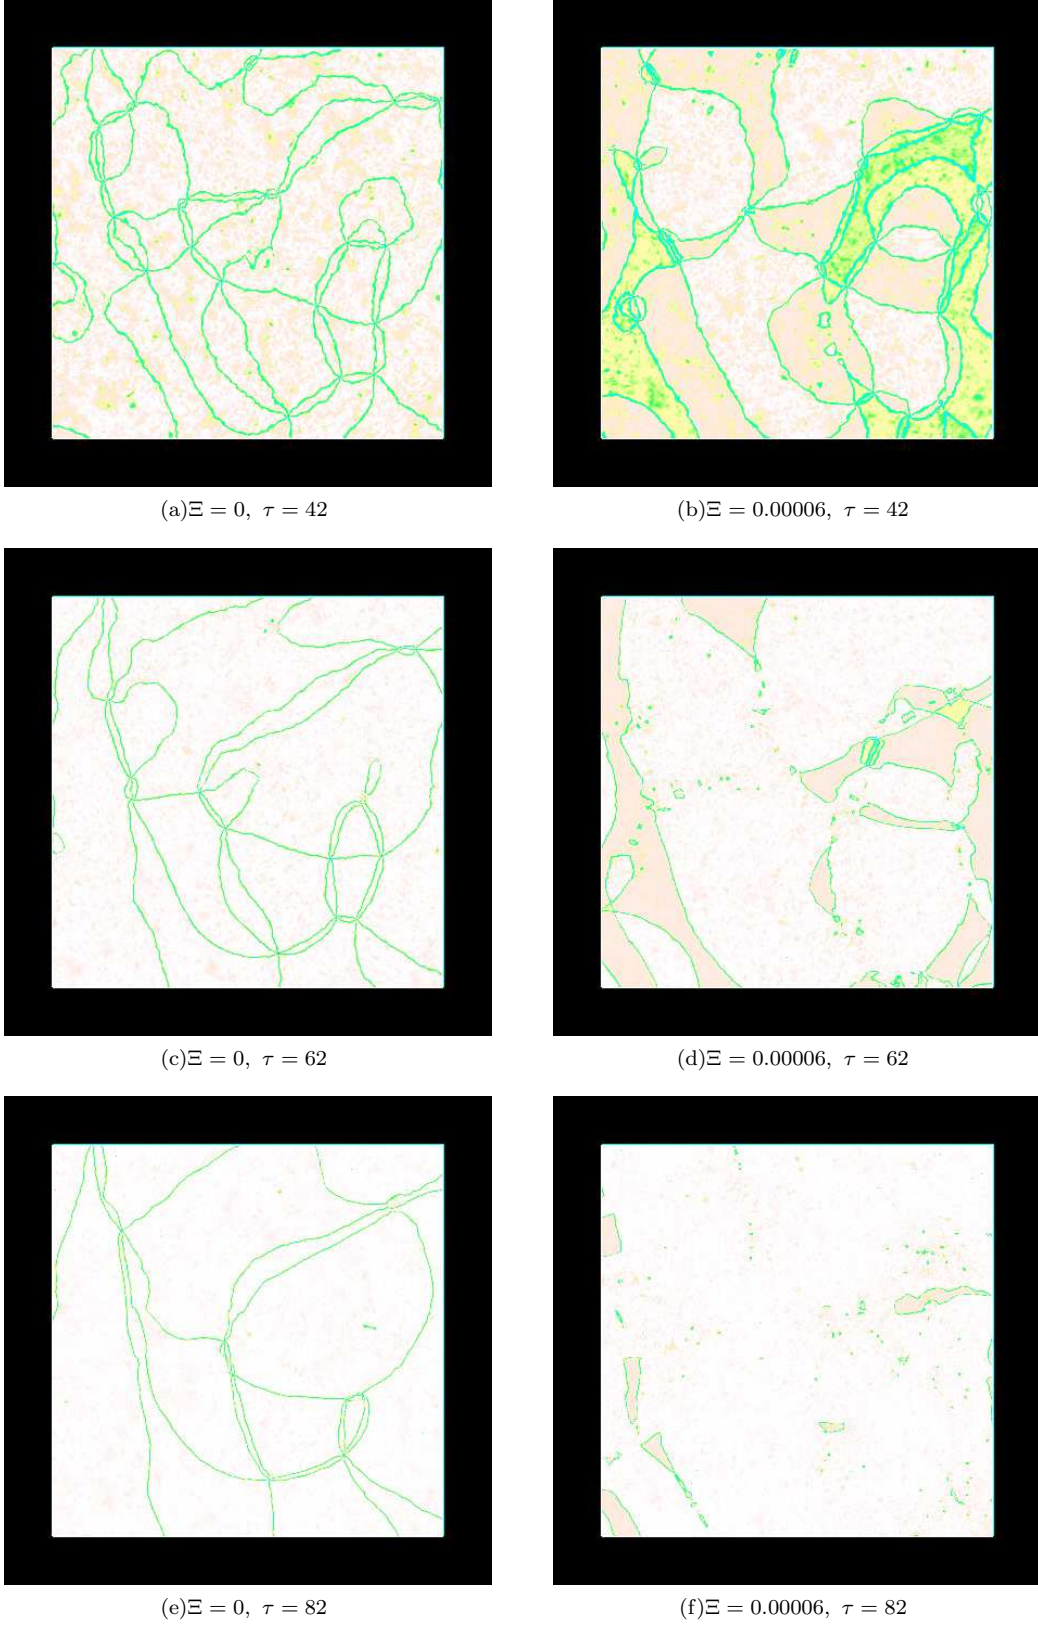 (a)Ξ = 0, τ = 42
(b)Ξ = 0.00006, τ = 42
(c)Ξ = 0, τ = 62
(d)Ξ = 0.00006, τ = 62
(e)Ξ = 0, τ = 82
(f)Ξ = 0.00006, τ = 82